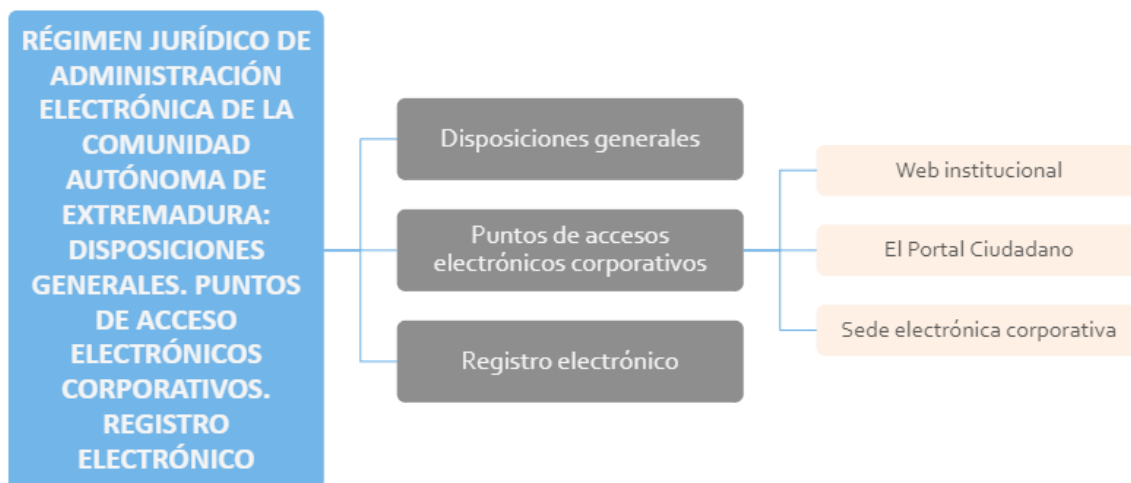 RÉGIMEN JURÍDICO DE
ADMINISTRACIÓN
ELECTRÓNICA DE LA
COMUNIDAD
AUTÓNOMA DE
EXTREMADURA:
DISPOSICIONES
GENERALES. PUNTOS
DE ACCESO
ELECTRÓNICOS
CORPORATIVOS.
REGISTRO
ELECTRÓNICO
Disposiciones generales
Puntos de accesos
electrónicos corporativos
Registro electrónico
Web institucional
El Portal Ciudadano
Sede electrónica corporativa